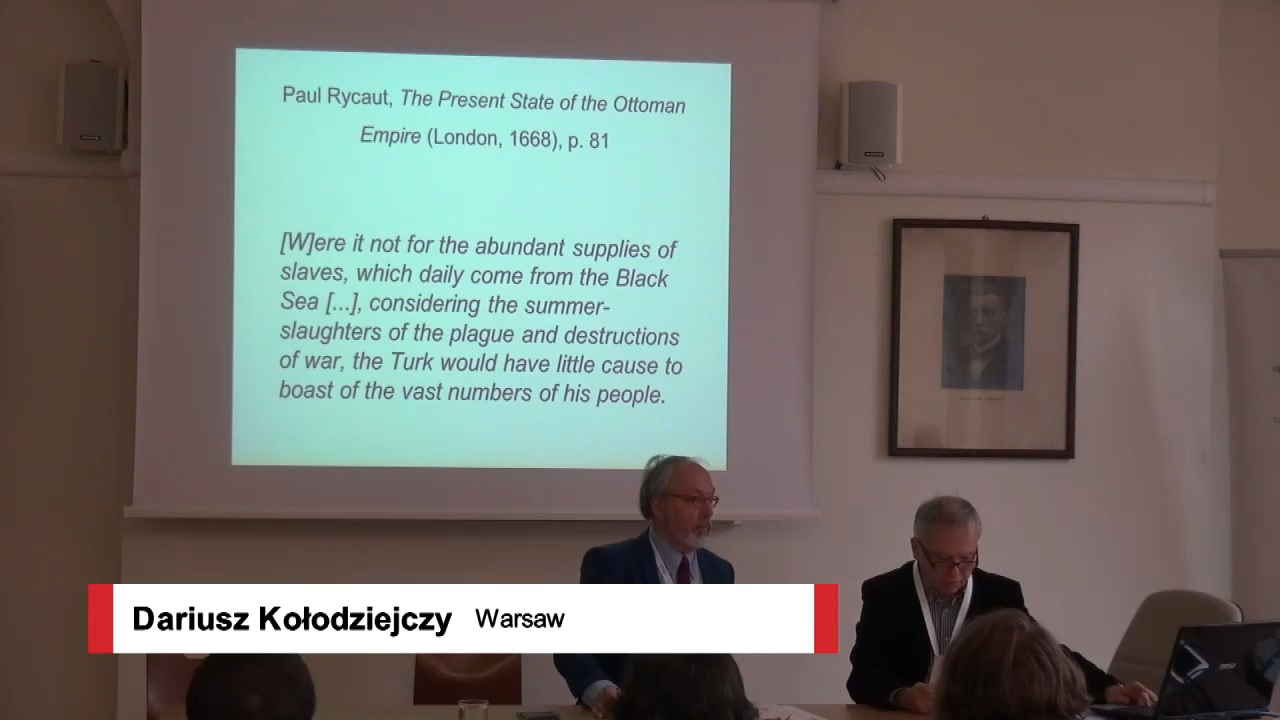 Paul Rycaut, The Present State of the Ottoman
Empire (London, 1668), p. 81
[W]ere it not for the abundant supplies of
slaves, which daily come from the Black
Sea [...], considering the summer-
slaughters of the plague and destructions
of war, the Turk would have little cause to
boast of the vast numbers of his people.
Dariusz Kołodziejczy Warsaw
msi